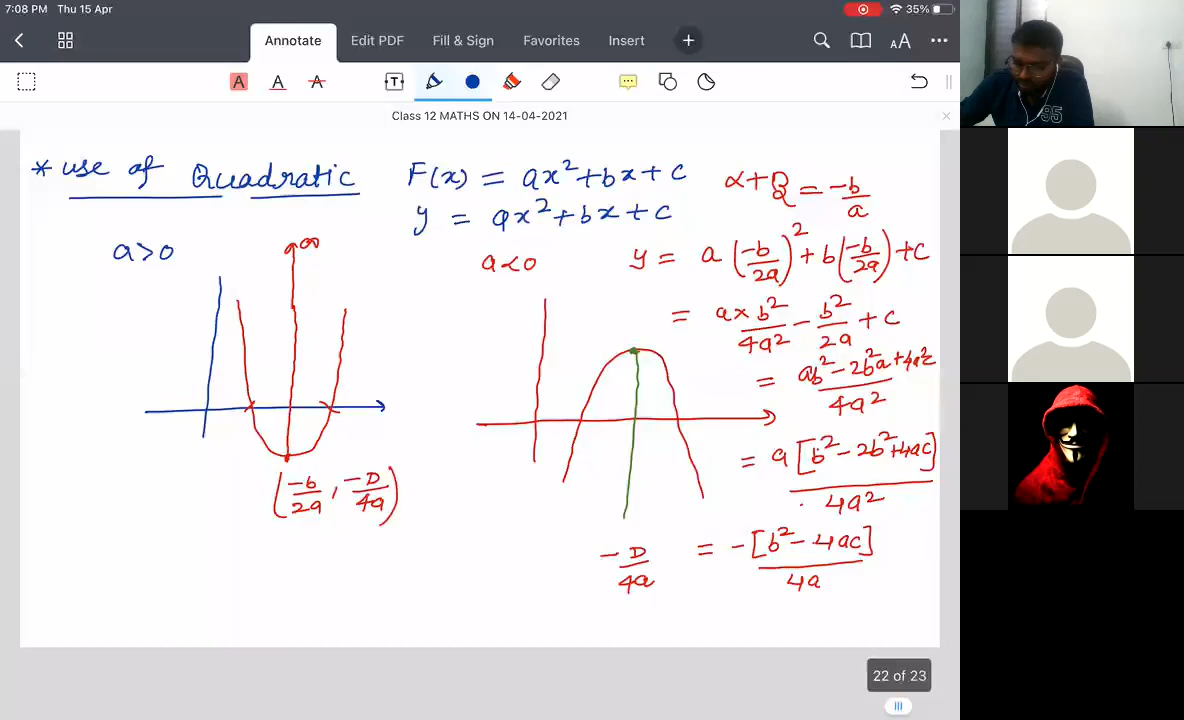 7:08 PM Thu 15 Apr
35%
Annotate Edit PDF Fill & Sign Favorites Insert +
AA
A A A T
Class 12 MATHS ON 14-04-2021
*use of Quadratic F(x) = ax²+bx+c
y = ax²+bx+c
α+β = -b/a
a>0
∞
(-b/2a, -D/4a)
a<0
y = a(-b/2a)² + b(-b/2a) + c
= a×b²/4a² - b²/2a + c
= ab²-2b²a+4a²c/4a²
= a[b²-2b²+4ac]/4a²
-D/4a = -[b²-4ac]/4a
22 of 23
95